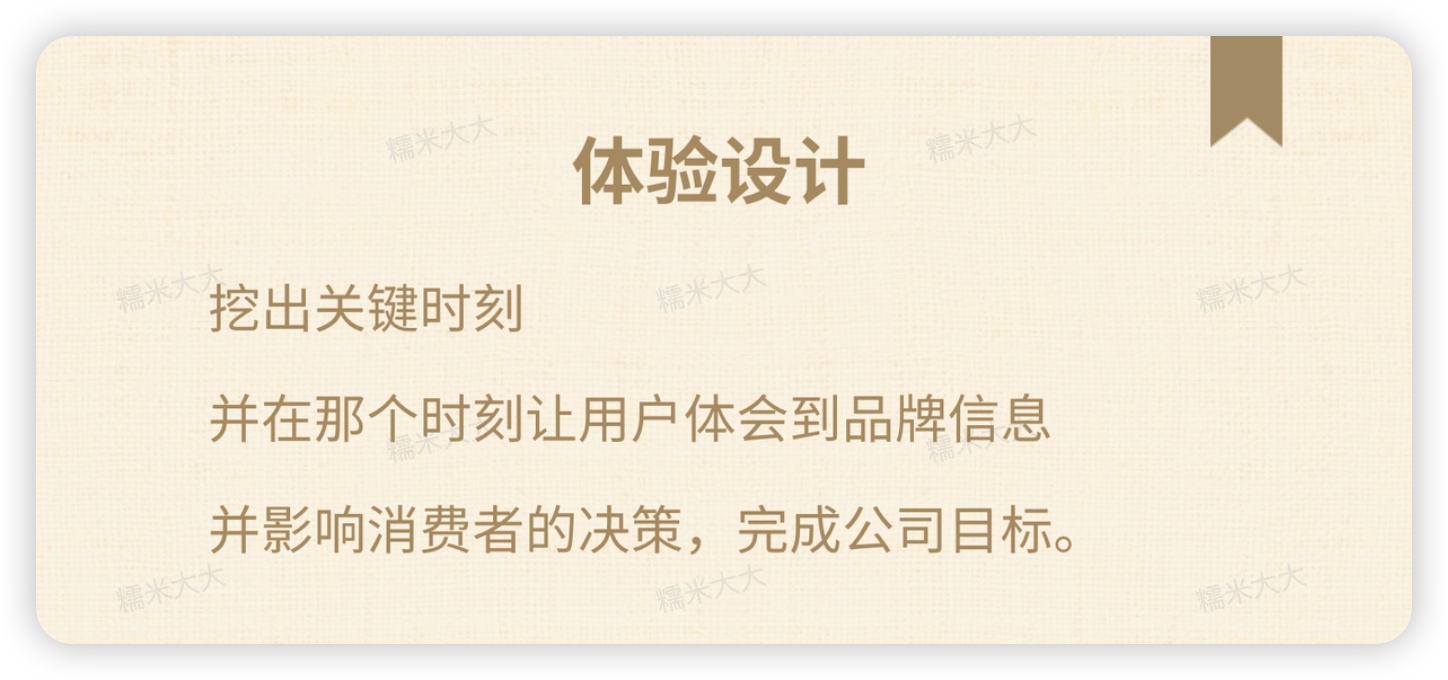 体验设计
挖出关键时刻
并在那个时刻让用户体会到品牌信息
并影响消费者的决策，完成公司目标。
糯米大大
糯米大大
糯米大大
糯米大大
糯米大大
糯米大大
糯米大大
糯米大大
糯米大大
糯米大大